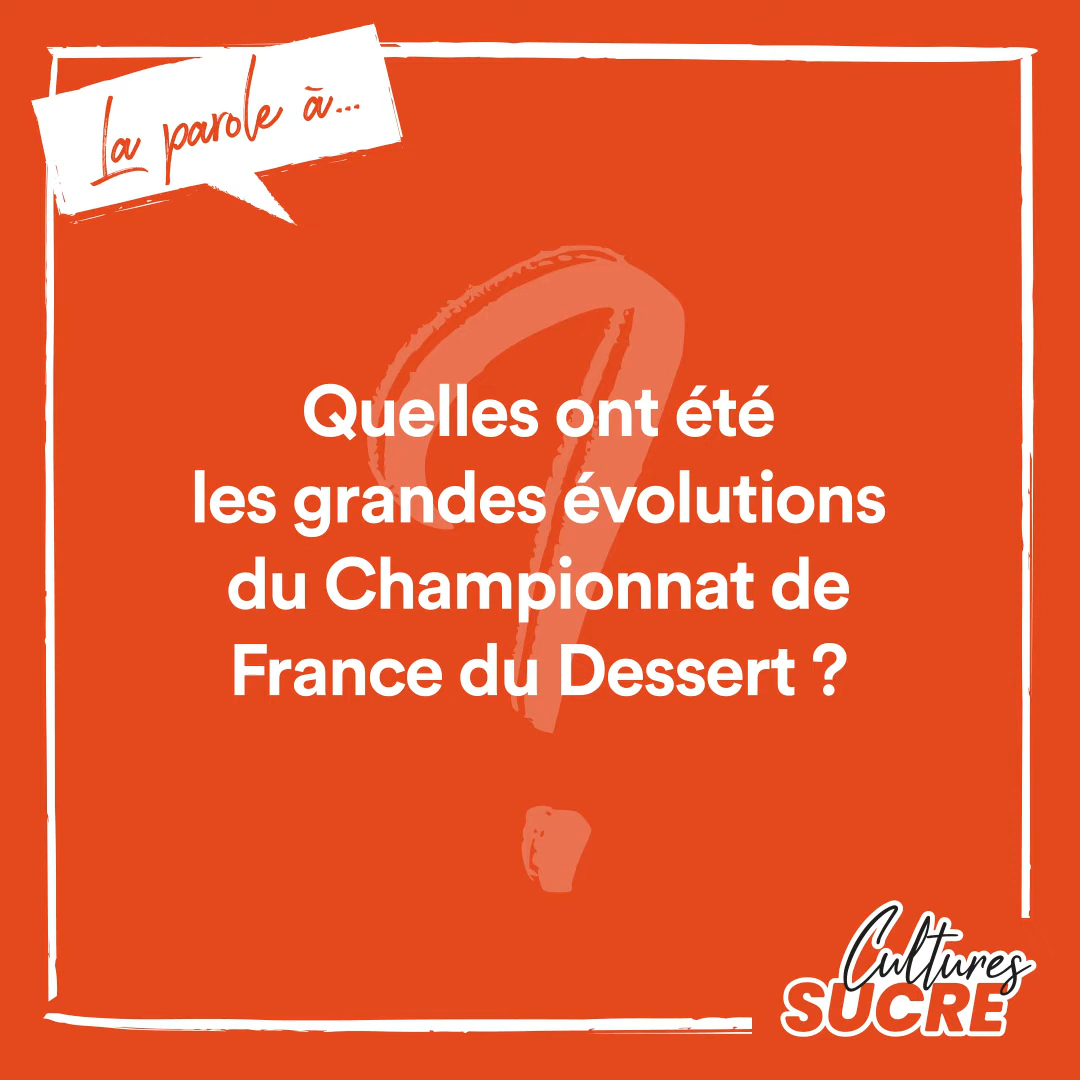 La parole à...
Quelles ont été
les grandes évolutions
du Championnat de
France du Dessert ?
Cultures
SUCRE